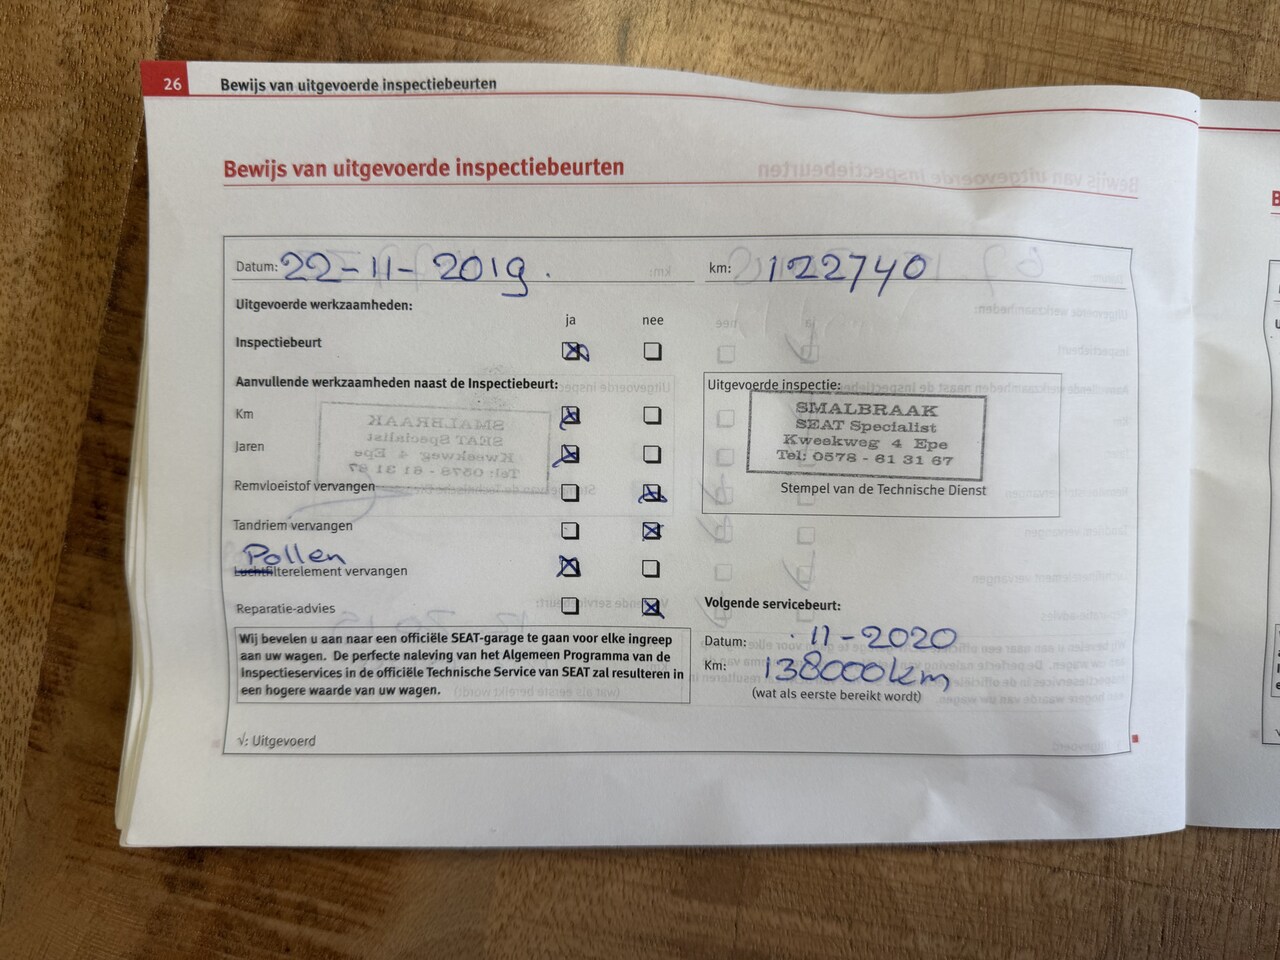 26 Bewijs van uitgevoerde inspectiebeurten
Bewijs van uitgevoerde inspectiebeurten
Datum: 22-11-2019. km: 122740
Uitgevoerde werkzaamheden:
ja nee
Inspectiebeurt
Aanvullende werkzaamheden naast de Inspectiebeurt:
Km
Jaren
Remvloeistof vervangen
Tandriem vervangen
Pollen
Luchtfilterelement vervangen
Reparatie-advies
Wij bevelen u aan naar een officiële SEAT-garage te gaan voor elke ingreep
aan uw wagen. De perfecte naleving van het Algemeen Programma van de
Inspectieservices in de officiële Technische Service van SEAT zal resulteren in
een hogere waarde van uw wagen.
√: Uitgevoerd
Uitgevoerde inspectie:
SMALBRAAK
SEAT Specialist
Kweekweg 4 Epe
Tel: 0578 - 61 31 67
Stempel van de Technische Dienst
Volgende servicebeurt:
Datum: 11-2020
Km: 138000km
(wat als eerste bereikt wordt)